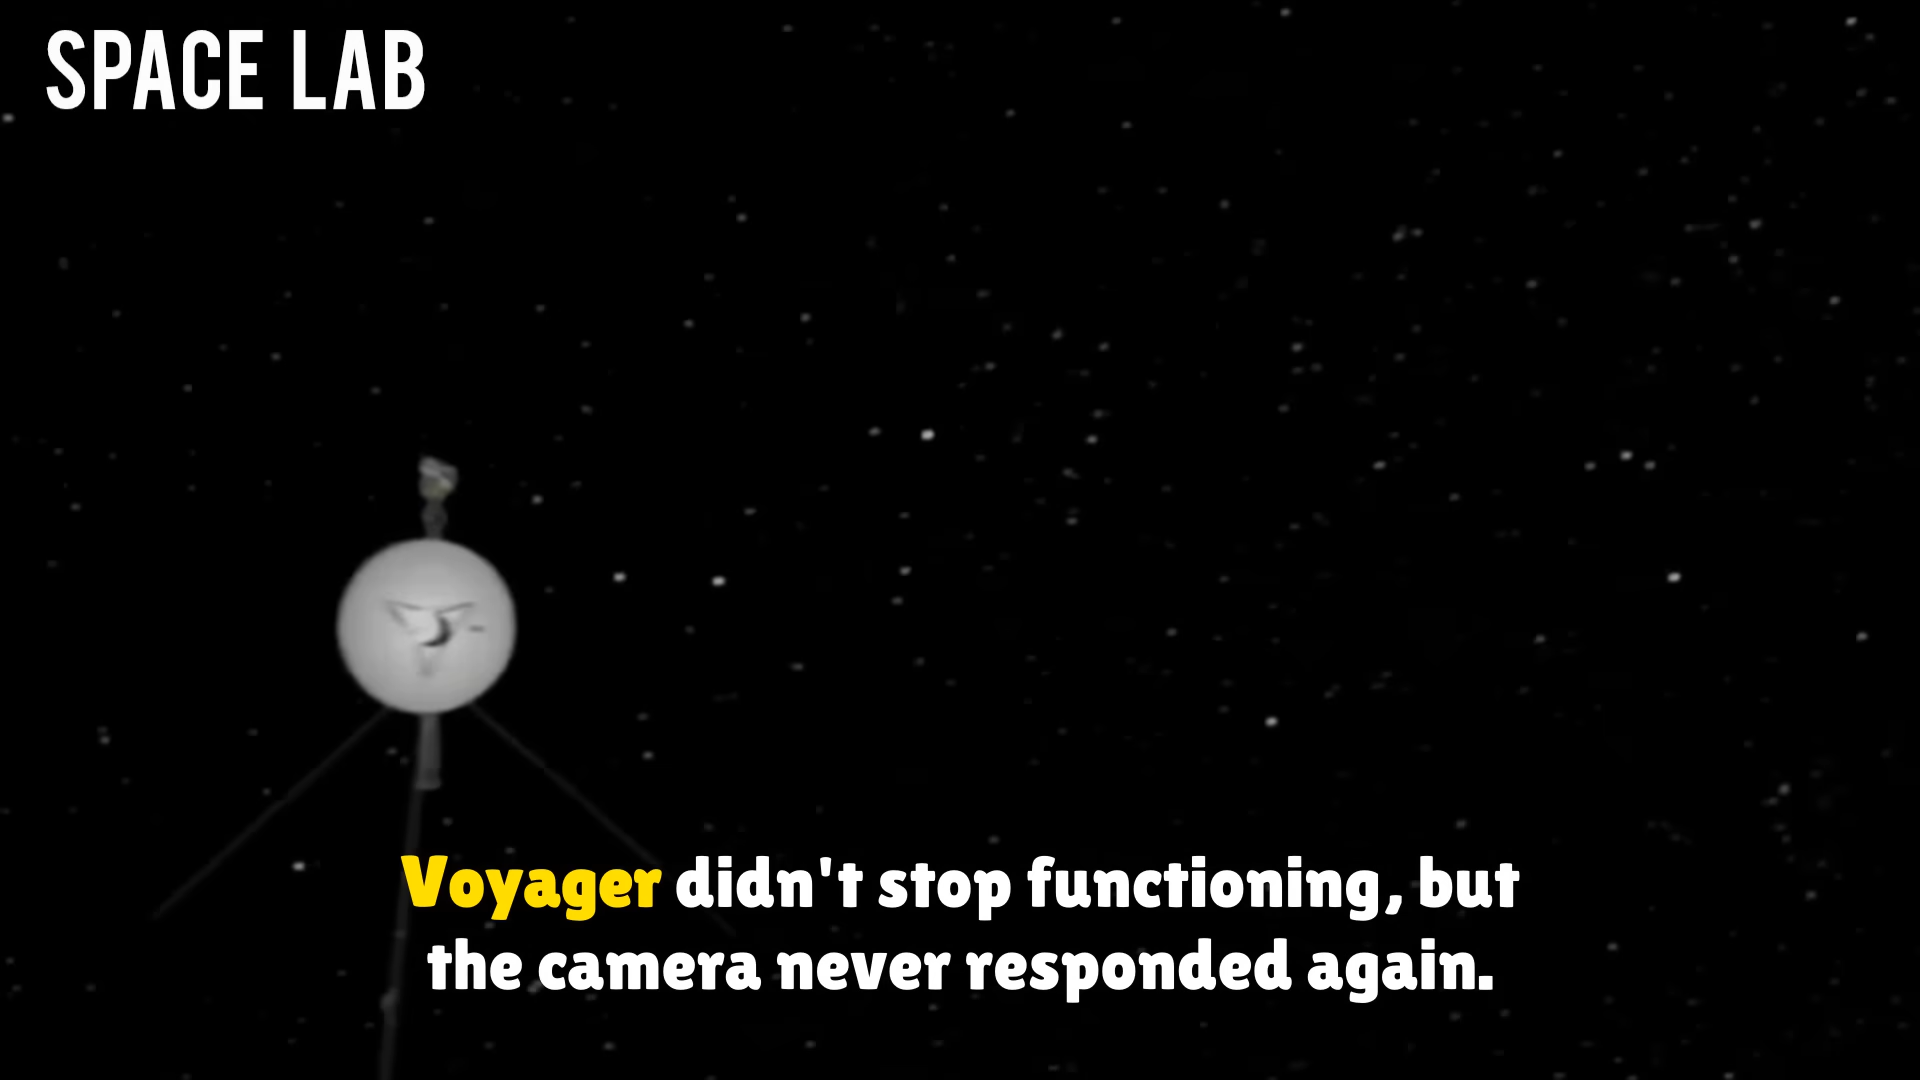 SPACE LAB
Voyager didn't stop functioning, but
the camera never responded again.